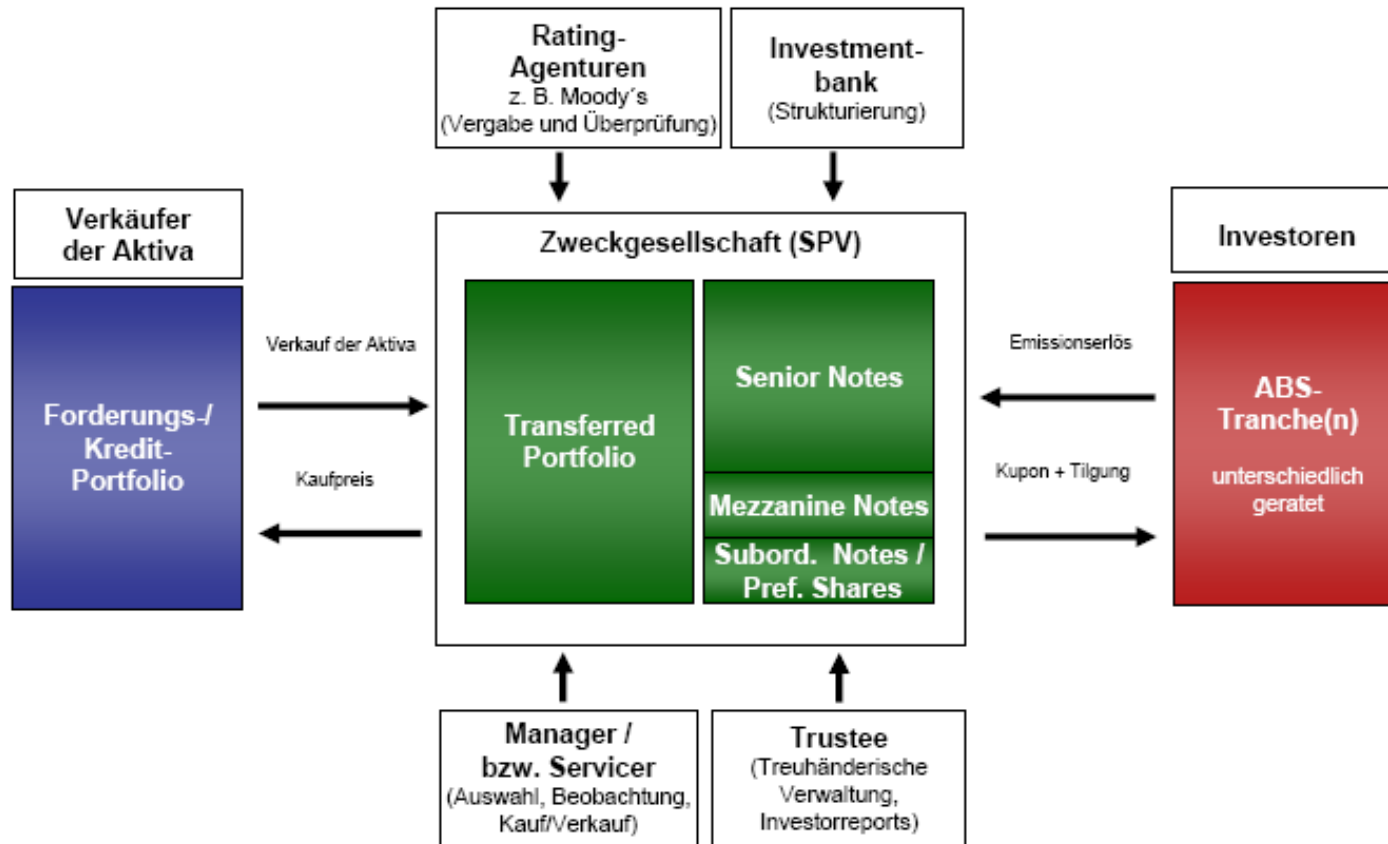 Rating-
Agenturen
z. B. Moody´s
(Vergabe und Überprüfung)
Investment-
bank
(Strukturierung)
Verkäufer
der Aktiva
Zweckgesellschaft (SPV)
Investoren
Forderungs-/
Kredit-
Portfolio
Verkauf der Aktiva
Kaufpreis
Transferred
Portfolio
Senior Notes
Mezzanine Notes
Subord. Notes /
Pref. Shares
Emissionserlös
Kupon + Tilgung
ABS-
Tranche(n)
unterschiedlich
geratet
Manager /
bzw. Servicer
(Auswahl, Beobachtung,
Kauf/Verkauf)
Trustee
(Treuhänderische
Verwaltung,
Investorreports)